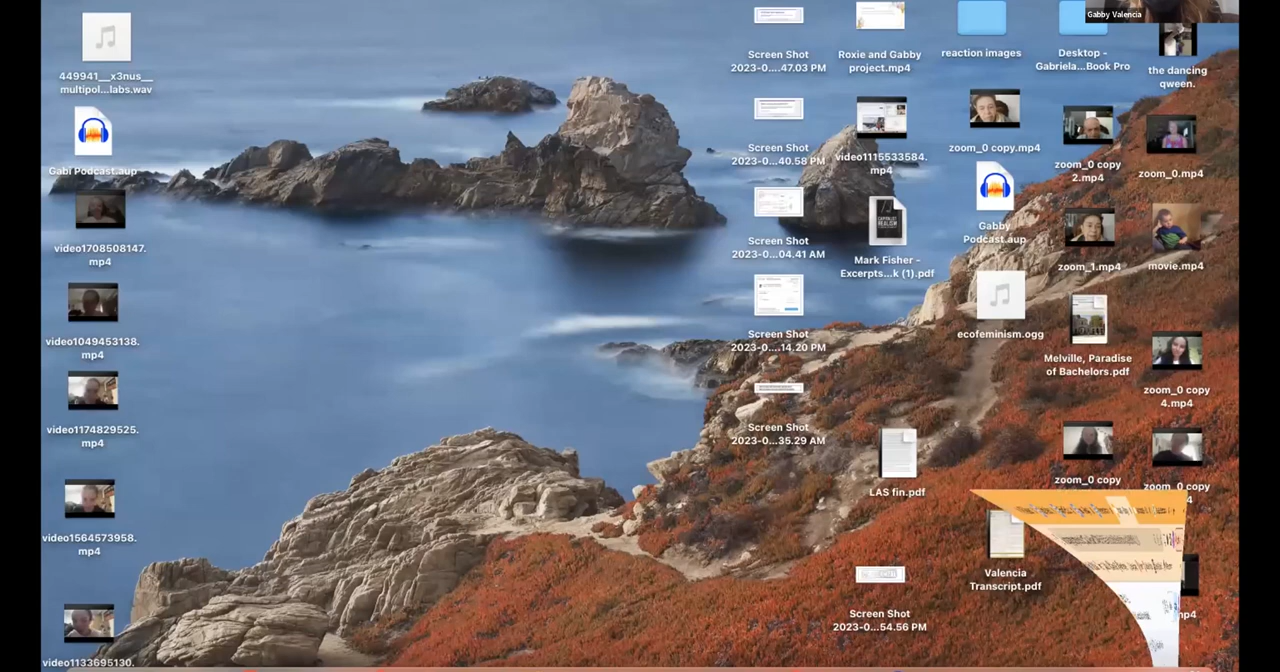 Gabby Valencia
449941__x3nus__
multipol...labs.wav
Gabi Podcast.aup
video1708508147.
mp4
video1049453138.
mp4
video1174829525.
mp4
video1564573958.
mp4
video1133695130.
Screen Shot
2023-0....47.03 PM
Screen Shot
2023-0....40.58 PM
Screen Shot
2023-0....04.41 AM
Screen Shot
2023-0....14.20 PM
Screen Shot
2023-0...35.29 AM
Roxie and Gabby
project.mp4
video1115533584.
mp4
CAPITALIST
REALISM
Mark Fisher -
Excerpts...k (1).pdf
LAS fin.pdf
Screen Shot
2023-0...54.56 PM
reaction images
zoom_0 copy.mp4
Gabby
Podcast.aup
ecofeminism.ogg
Valencia
Transcript.pdf
Desktop -
Gabriela...Book Pro
zoom_0 copy
2.mp4
zoom_1.mp4
Melville, Paradise
of Bachelors.pdf
zoom_0 copy
the dancing
qween.
zoom_0.mp4
movie.mp4
zoom_0 copy
4.mp4
zoom_0 copy
4
mp4